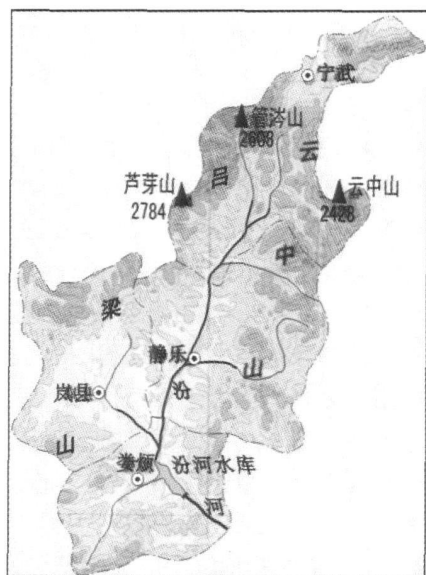 宁武
管涔山
2608
芦芽山
2784
云中山
2428
云
吕
中
梁
静乐
山
汾
岚县
山
娄烦
汾河水库
河